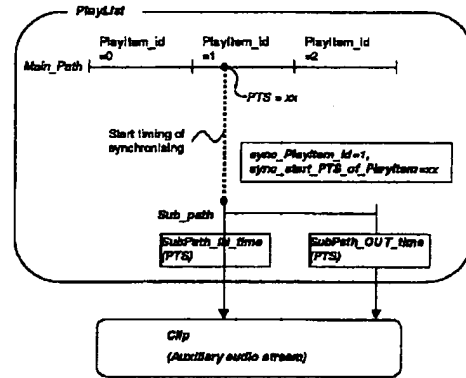 PlayList
PlayItem_id
=0
PlayItem_id
=1
PlayItem_id
=2
Main_Path
PTS = xx
Start timing of
synchronising
sync_PlayItem_id=1,
sync_start_PTS_of_PlayItem=xx
Sub_path
SubPath_IN_time
(PTS)
SubPath_OUT_time
(PTS)
Clip
(Auxiliary audio stream)